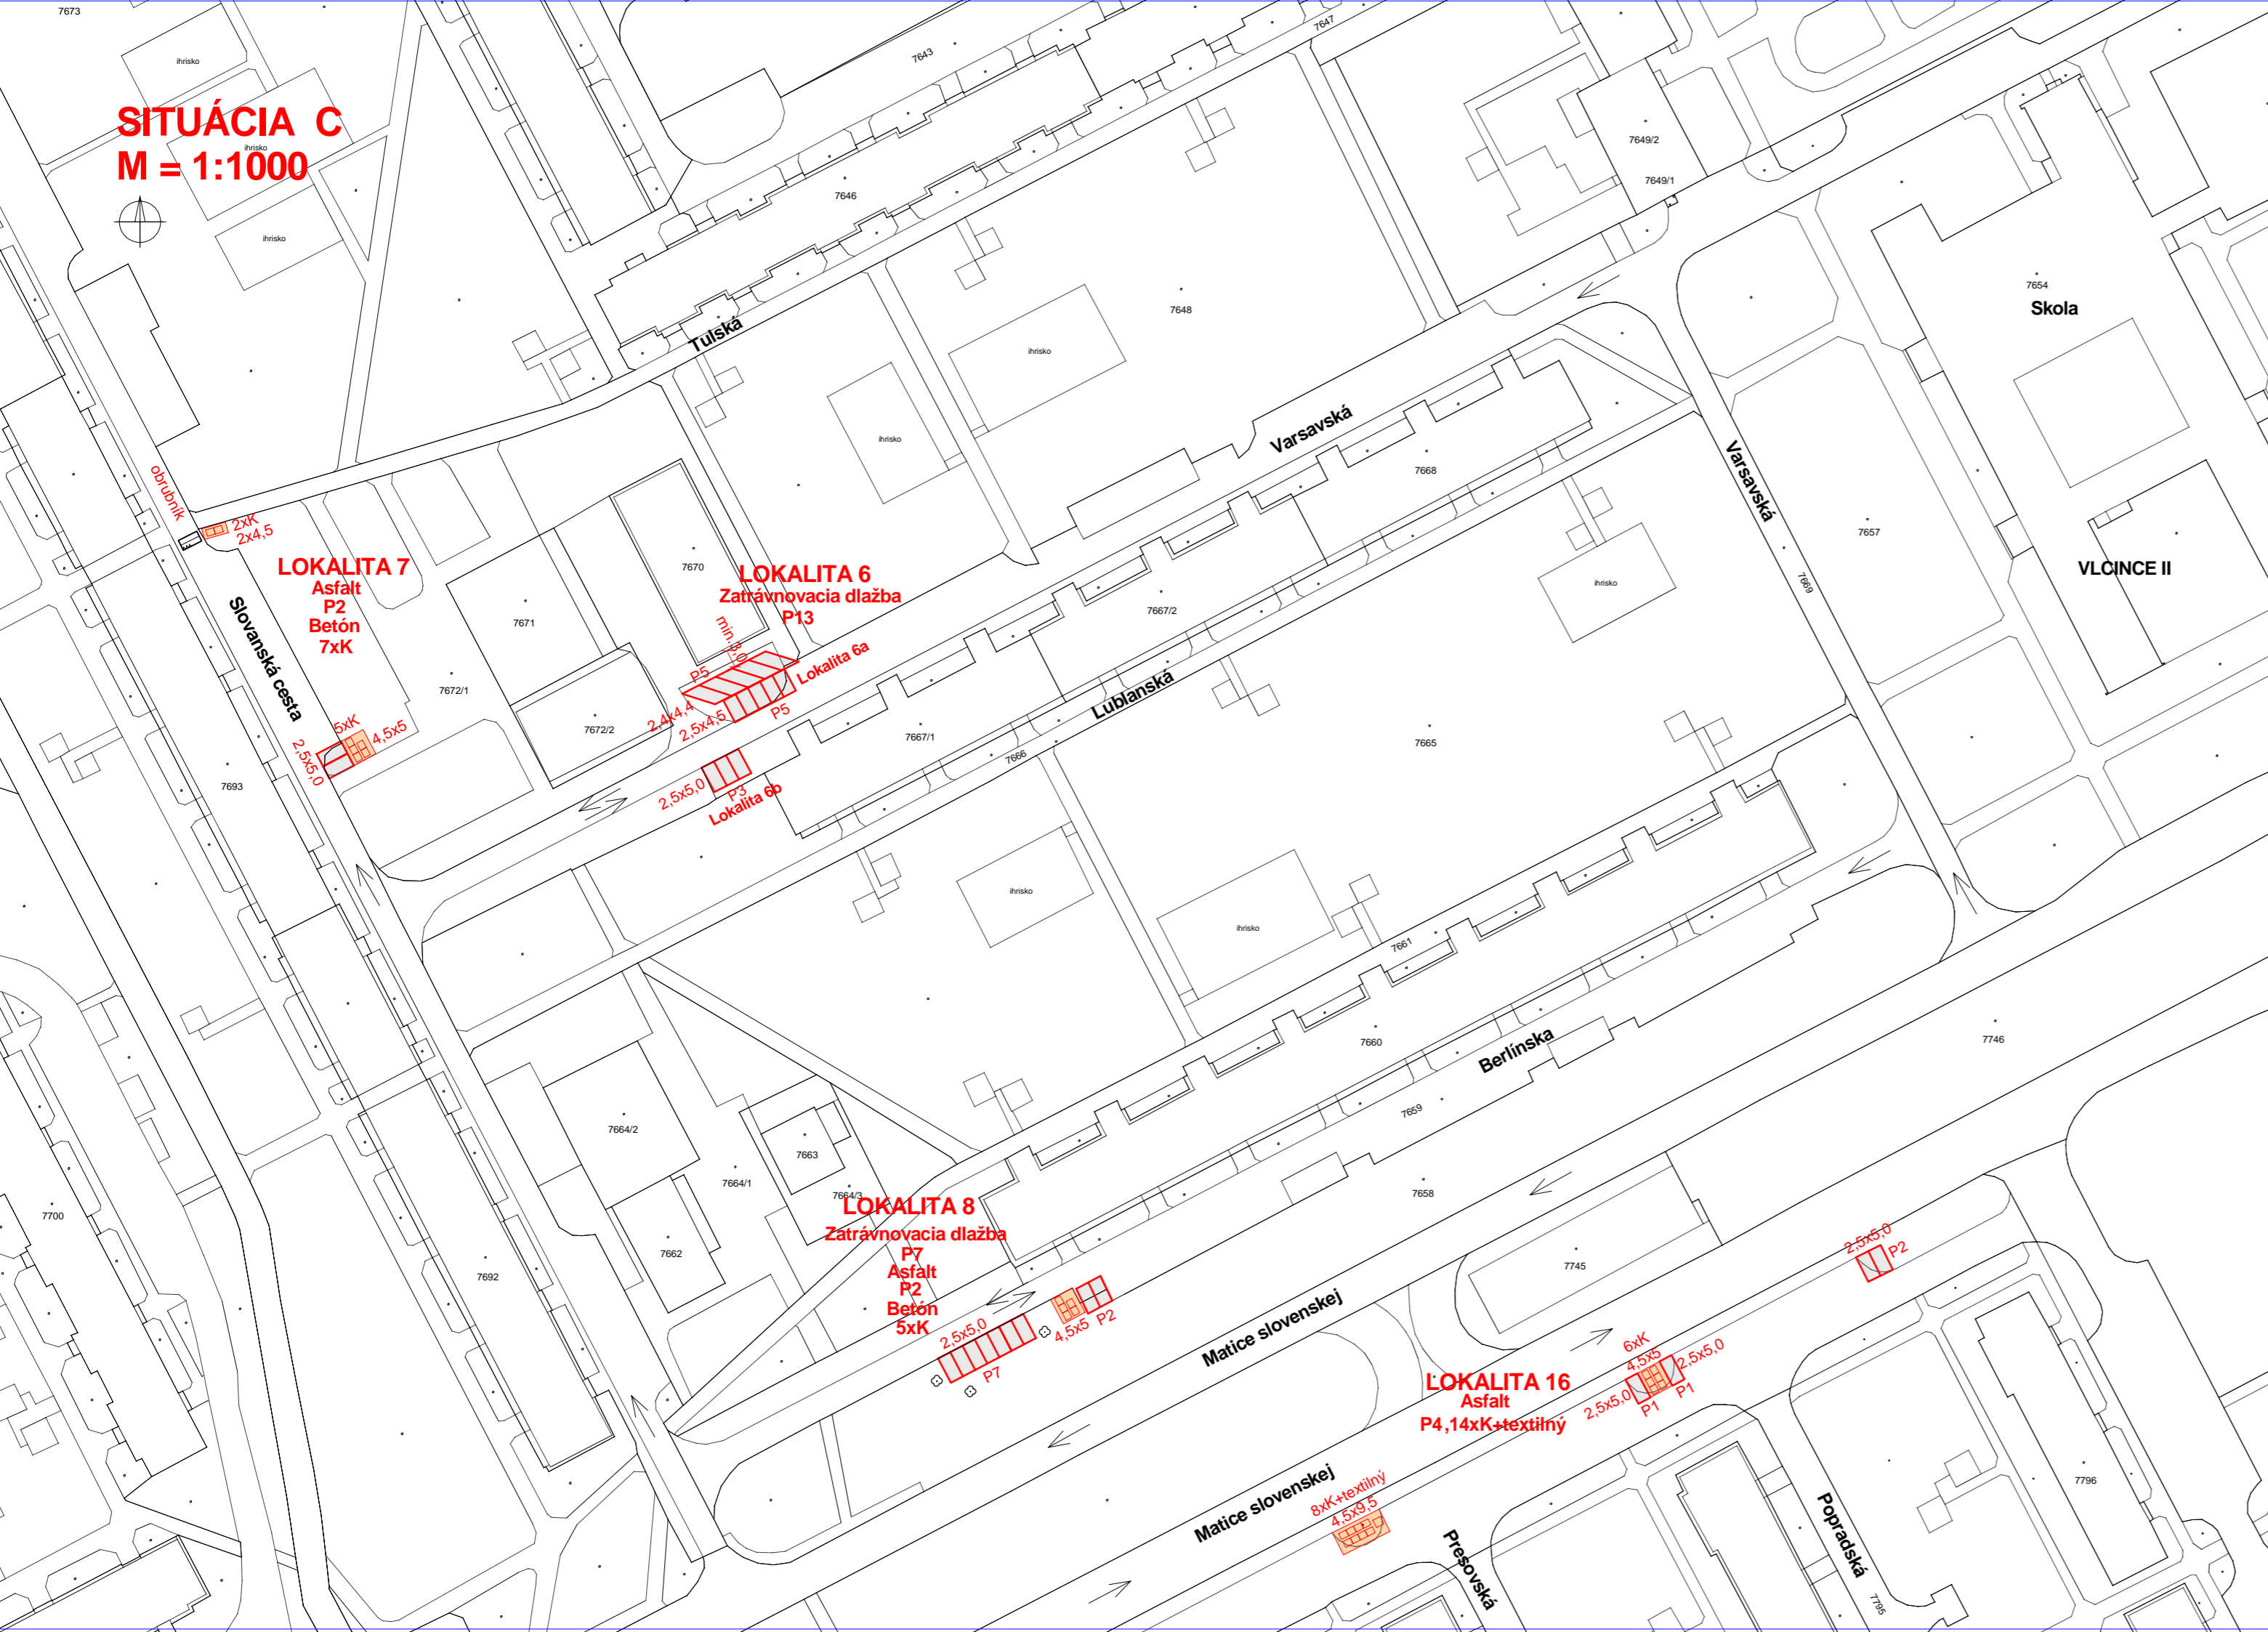 7673
ihrisko
SITUÁCIA C
ihrisko
M = 1:1000
ihrisko
7643
7647
7646
7649/2
7649/1
7648
Tulská
ihrisko
ihrisko
7654
Skola
Varsavská
7668
Varsavská
7657
7669
VLCINCE II
obrubník
2xK
2x4,5
LOKALITA 7
Asfalt
P2
Betón
7xK
Slovanská cesta
7670
7671
LOKALITA 6
Zatrávnovacia dlažba
P13
min. 3,0
P5
Lokalita 6a
2,4x4,4
2,5x4,5
P5
7672/1
7672/2
7667/2
7667/1
Lublanská
7666
ihrisko
7665
5xK
4,5x5
2,5x5,0
7693
2,5x5,0
P3
Lokalita 6b
ihrisko
ihrisko
7661
7660
Berlínska
7659
7746
7664/2
7663
7664/1
7664/3
7662
LOKALITA 8
Zatrávnovacia dlažba
P7
Asfalt
P2
Betón
5xK
2,5x5,0
P7
4,5x5
P2
7658
7745
7700
7692
Matice slovenskej
2,5x5,0
P2
LOKALITA 16
Asfalt
P4,14xK+textilný
6xK
4,5x5
2,5x5,0
2,5x5,0
P1
P1
Matice slovenskej
8xK+textilný
4,5x9,5
Presovská
Popradská
7796
7795